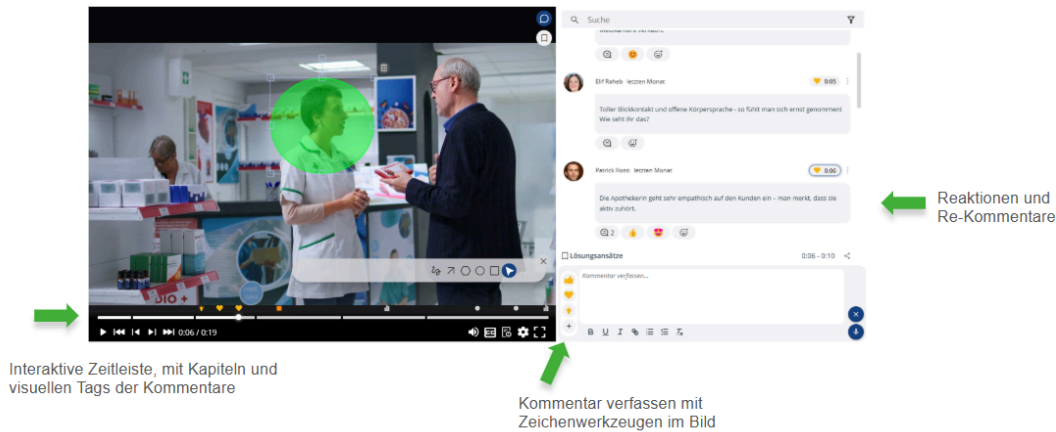 Suche
Elif Raheb letzten Monat
0:05
Toller Blickkontakt und offene Körpersprache - so fühlt man sich ernst genommen!
Wie seht ihr das?
Patrick Rossi letzten Monat
0:06
Die Apothekerin geht sehr empathisch auf den Kunden ein – man merkt, dass sie
aktiv zuhört.
2
Reaktionen und
Re-Kommentare
Lösungsansätze
0:06 - 0:10
Kommentar verfassen...
0:06 / 0:19
CC
B U I
Interaktive Zeitleiste, mit Kapiteln und
visuellen Tags der Kommentare
Kommentar verfassen mit
Zeichenwerkzeugen im Bild